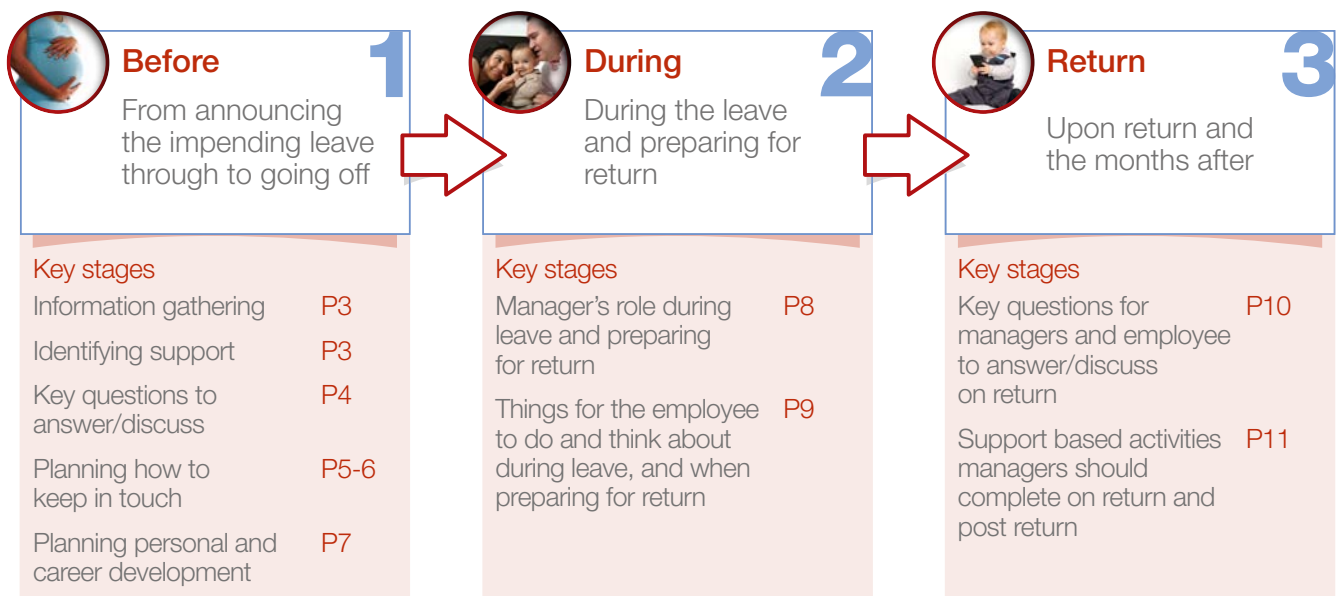 Before
1
From announcing
the impending leave
through to going off
Key stages
Information gathering P3
Identifying support P3
Key questions to P4
answer/discuss
Planning how to P5-6
keep in touch
Planning personal and P7
career development
During
2
During the leave
and preparing for
return
Key stages
Manager's role during P8
leave and preparing
for return
Things for the employee P9
to do and think about
during leave, and when
preparing for return
Return
3
Upon return and
the months after
Key stages
Key questions for P10
managers and employee
to answer/discuss
on return
Support based activities P11
managers should
complete on return and
post return